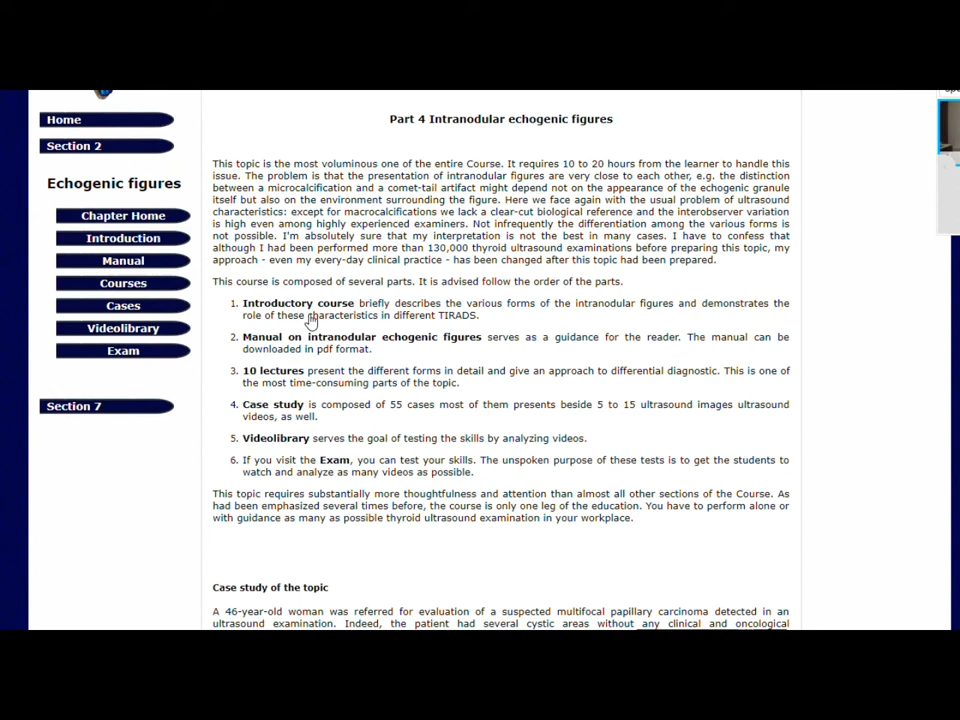 Home
Section 2
Echogenic figures
Chapter Home
Introduction
Manual
Courses
Cases
Videolibrary
Exam
Section 7
Part 4 Intranodular echogenic figures
This topic is the most voluminous one of the entire Course. It requires 10 to 20 hours from the learner to handle this
issue. The problem is that the presentation of intranodular figures are very close to each other, e.g. the distinction
between a microcalcification and a comet-tail artifact might depend not on the appearance of the echogenic granule
itself but also on the environment surrounding the figure. Here we face again with the usual problem of ultrasound
characteristics: except for macrocalcifications we lack a clear-cut biological reference and the interobserver variation
is high even among highly experienced examiners. Not infrequently the differentiation among the various forms is
not possible. I'm absolutely sure that my interpretation is not the best in many cases. I have to confess that
although I had been performed more than 130,000 thyroid ultrasound examinations before preparing this topic, my
approach - even my every-day clinical practice - has been changed after this topic had been prepared.
This course is composed of several parts. It is advised follow the order of the parts.
1. Introductory course briefly describes the various forms of the intranodular figures and demonstrates the
role of these characteristics in different TIRADS.
2. Manual on intranodular echogenic figures serves as a guidance for the reader. The manual can be
downloaded in pdf format.
3. 10 lectures present the different forms in detail and give an approach to differential diagnostic. This is one of
the most time-consuming parts of the topic.
4. Case study is composed of 55 cases most of them presents beside 5 to 15 ultrasound images ultrasound
videos, as well.
5. Videolibrary serves the goal of testing the skills by analyzing videos.
6. If you visit the Exam, you can test your skills. The unspoken purpose of these tests is to get the students to
watch and analyze as many videos as possible.
This topic requires substantially more thoughtfulness and attention than almost all other sections of the Course. As
had been emphasized several times before, the course is only one leg of the education. You have to perform alone or
with guidance as many as possible thyroid ultrasound examination in your workplace.
Case study of the topic
A 46-year-old woman was referred for evaluation of a suspected multifocal papillary carcinoma detected in an
ultrasound examination. Indeed, the patient had several cystic areas without any clinical and oncological